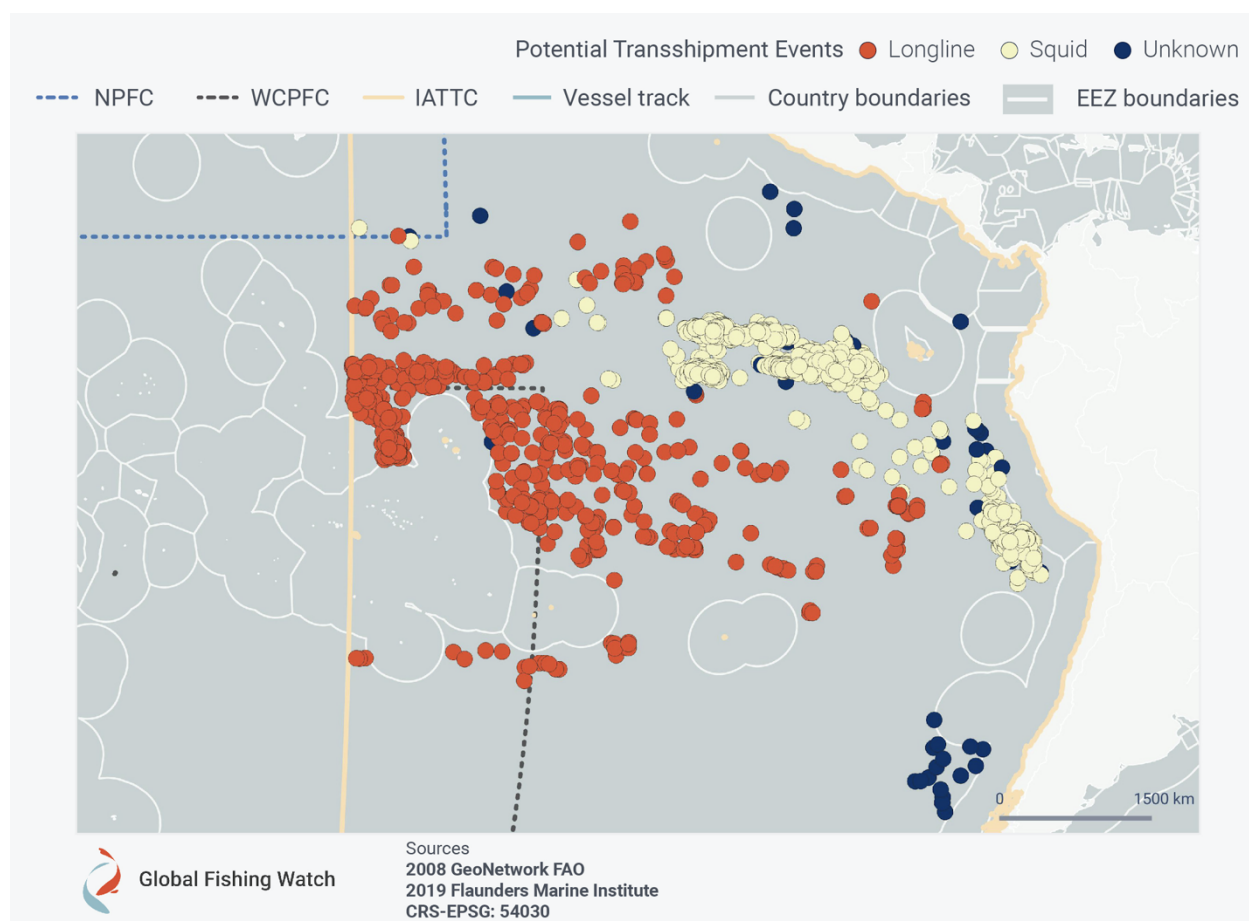 Potential Transshipment Events Longline Squid Unknown
NPFC WCPFC IATTC Vessel track Country boundaries EEZ boundaries
0 1500 km
Global Fishing Watch
Sources
2008 GeoNetwork FAO
2019 Flaunders Marine Institute
CRS-EPSG: 54030